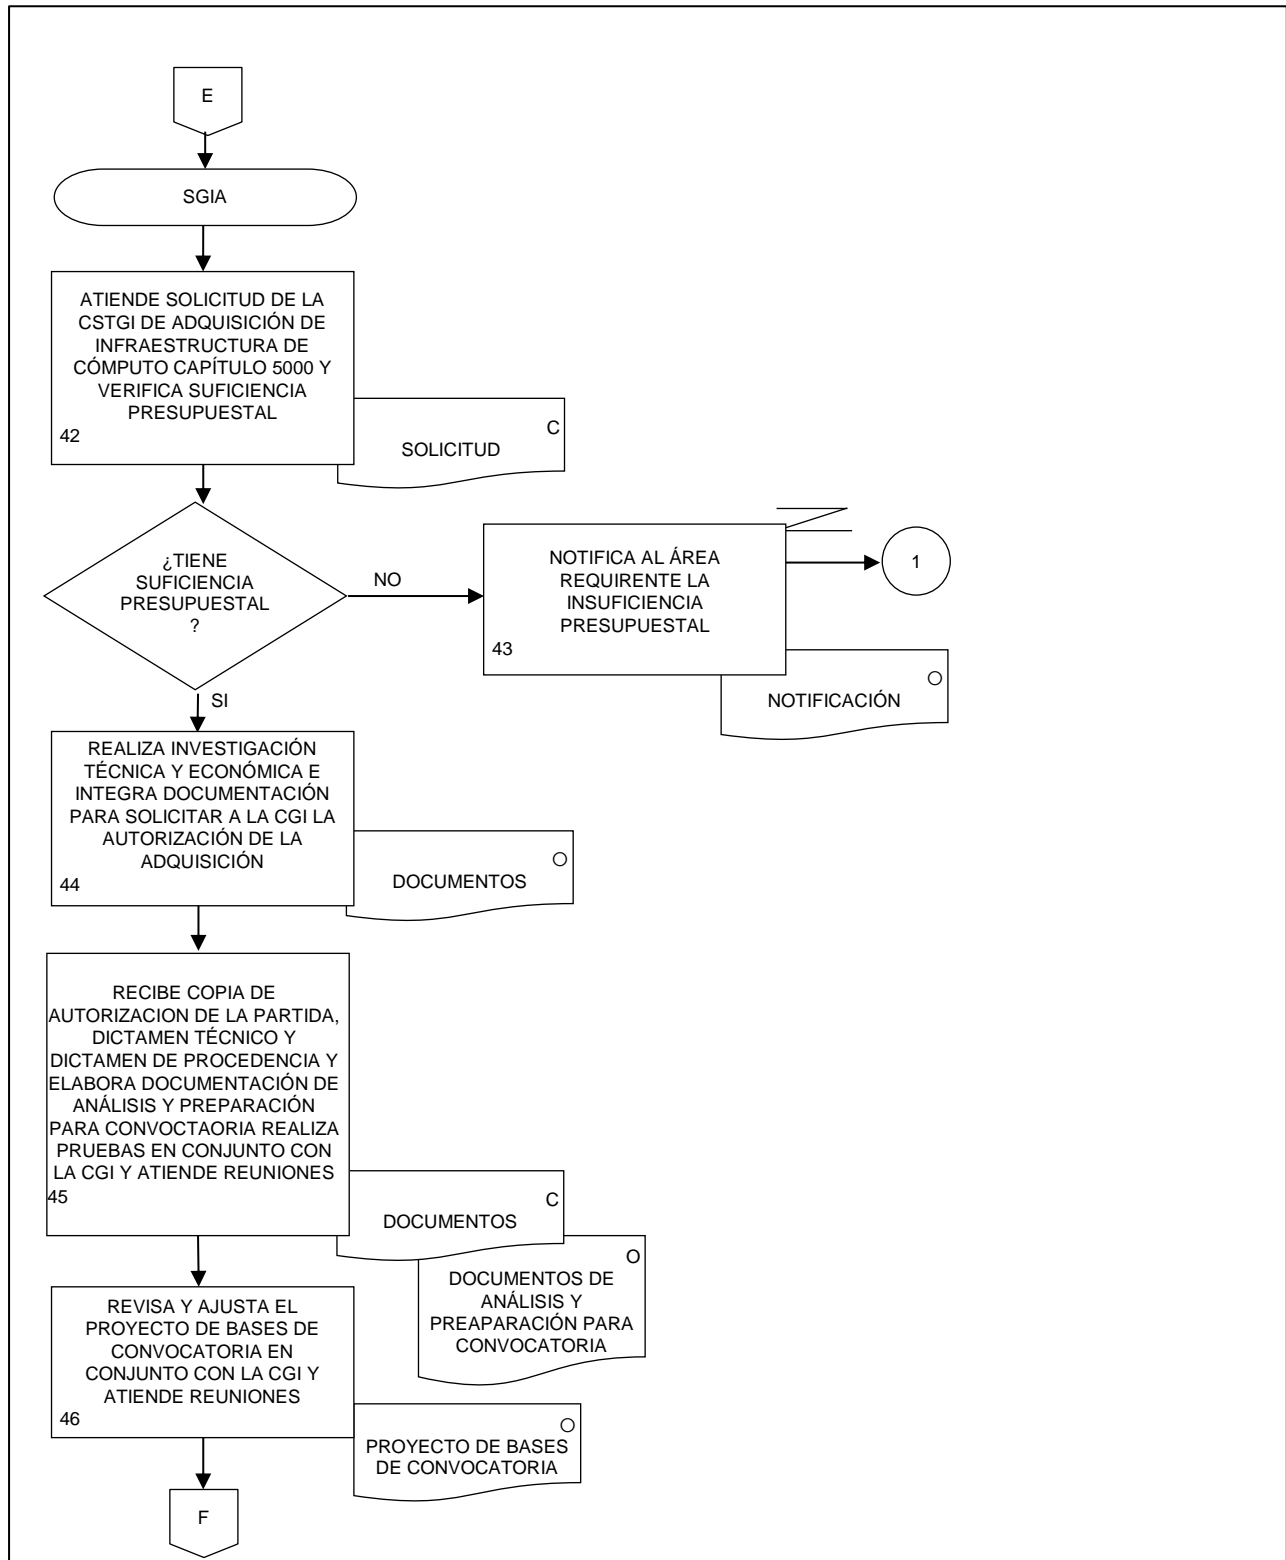 E
SGIA
ATIENDE SOLICITUD DE LA
CSTGI DE ADQUISICIÓN DE
INFRAESTRUCTURA DE
CÓMPUTO CAPÍTULO 5000 Y
VERIFICA SUFICIENCIA
PRESUPUESTAL
42
C
SOLICITUD
¿TIENE
SUFICIENCIA
PRESUPUESTAL
?
NO
NOTIFICA AL ÁREA
REQUIRENTE LA
INSUFICIENCIA
PRESUPUESTAL
43
1
O
NOTIFICACIÓN
SI
REALIZA INVESTIGACIÓN
TÉCNICA Y ECONÓMICA E
INTEGRA DOCUMENTACIÓN
PARA SOLICITAR A LA CGI LA
AUTORIZACIÓN DE LA
ADQUISICIÓN
44
O
DOCUMENTOS
RECIBE COPIA DE
AUTORIZACION DE LA PARTIDA,
DICTAMEN TÉCNICO Y
DICTAMEN DE PROCEDENCIA Y
ELABORA DOCUMENTACIÓN DE
ANÁLISIS Y PREPARACIÓN
PARA CONVOCTAORIA REALIZA
PRUEBAS EN CONJUNTO CON
LA CGI Y ATIENDE REUNIONES
45
C
DOCUMENTOS
O
DOCUMENTOS DE
ANÁLISIS Y
PREAPARACIÓN PARA
CONVOCATORIA
REVISA Y AJUSTA EL
PROYECTO DE BASES DE
CONVOCATORIA EN
CONJUNTO CON LA CGI Y
ATIENDE REUNIONES
46
O
PROYECTO DE BASES
DE CONVOCATORIA
F